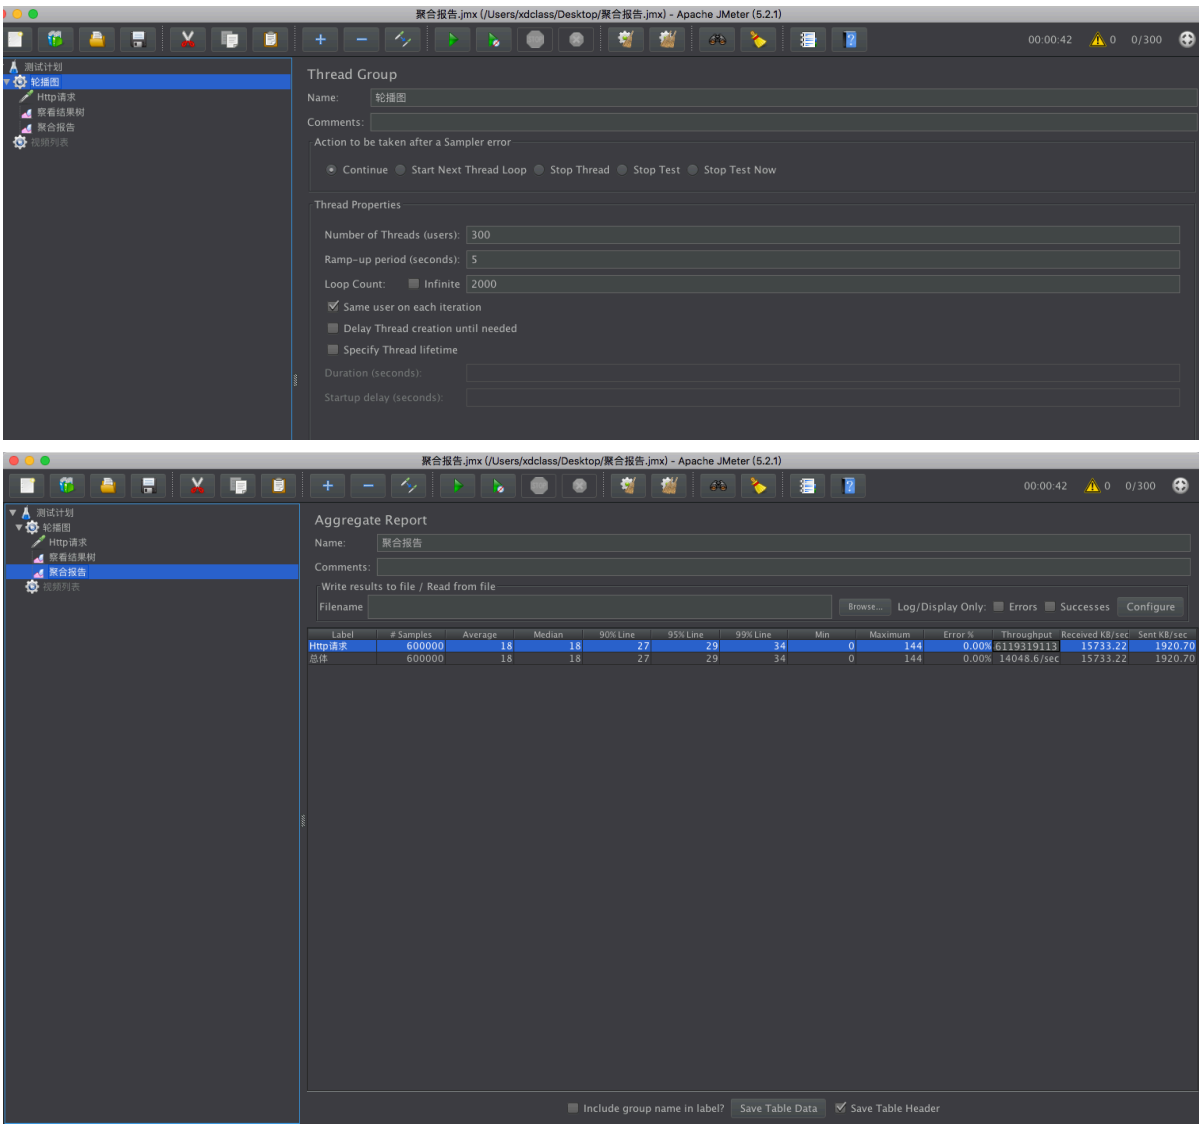 聚合报告.jmx (/Users/xdclass/Desktop/聚合报告.jmx) - Apache JMeter (5.2.1)
00:00:42 0 0/300
测试计划
轮播图
Http请求
察看结果树
聚合报告
视频列表
Thread Group
Name: 轮播图
Comments:
Action to be taken after a Sampler error
Continue Start Next Thread Loop Stop Thread Stop Test Stop Test Now
Thread Properties
Number of Threads (users): 300
Ramp-up period (seconds): 5
Loop Count: Infinite 2000
Same user on each iteration
Delay Thread creation until needed
Specify Thread lifetime
Duration (seconds):
Startup delay (seconds):
聚合报告.jmx (/Users/xdclass/Desktop/聚合报告.jmx) - Apache JMeter (5.2.1)
00:00:42 0 0/300
测试计划
轮播图
Http请求
察看结果树
聚合报告
视频列表
Aggregate Report
Name: 聚合报告
Comments:
Write results to file / Read from file
Filename Browse... Log/Display Only: Errors Successes Configure
Label # Samples Average Median 90% Line 95% Line 99% Line Min Maximum Error % Throughput Received KB/sec Sent KB/sec
Http请求 600000 18 18 27 29 34 0 144 0.00% 6119319113 15733.22 1920.70
总体 600000 18 18 27 29 34 0 144 0.00% 14048.6/sec 15733.22 1920.70
Include group name in label? Save Table Data Save Table Header